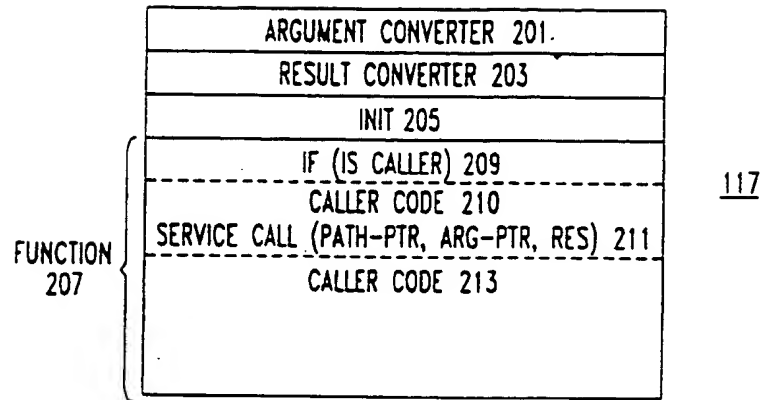 ARGUMENT CONVERTER 201.
RESULT CONVERTER 203
INIT 205
IF (IS CALLER) 209
117
CALLER CODE 210
SERVICE CALL (PATH-PTR, ARG-PTR, RES) 211
FUNCTION
207
CALLER CODE 213